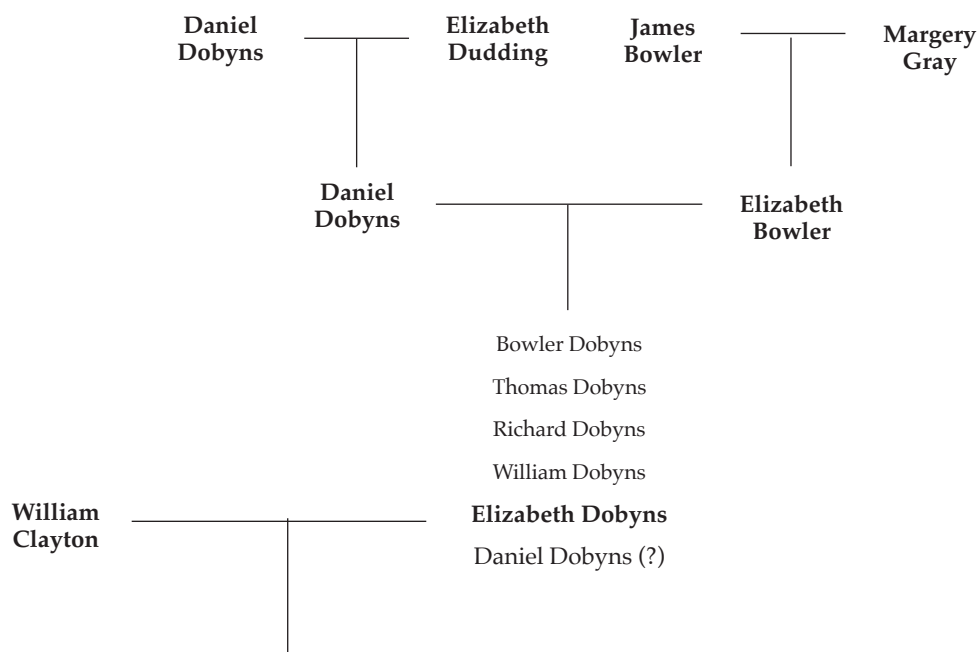 Daniel
Dobyns
Elizabeth
Dudding
James
Bowler
Margery
Gray
Daniel
Dobyns
Elizabeth
Bowler
Bowler Dobyns
Thomas Dobyns
Richard Dobyns
William Dobyns
William
Clayton
Elizabeth Dobyns
Daniel Dobyns (?)